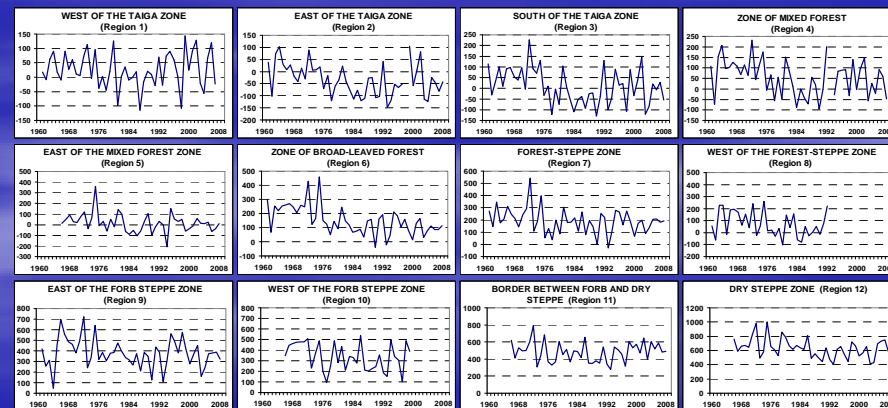 WEST OF THE TAIGA ZONE
(Region 1)
150
100
50
0
-50
-100
-150
1960 1968 1976 1984 1992 2000 2008
EAST OF THE TAIGA ZONE
(Region 2)
150
100
50
0
-50
-100
-150
-200
1960 1968 1976 1984 1992 2000 2008
SOUTH OF THE TAIGA ZONE
(Region 3)
250
200
150
100
50
0
-50
-100
-150
1960 1968 1976 1984 1992 2000 2008
ZONE OF MIXED FOREST
(Region 4)
250
200
150
100
50
0
-50
-100
-150
1960 1968 1976 1984 1992 2000
EAST OF THE MIXED FOREST ZONE
(Region 5)
500
400
300
200
100
0
-100
-200
-300
1960 1968 1976 1984 1992 2000 2008
ZONE OF BROAD-LEAVED FOREST
(Region 6)
500
400
300
200
100
0
-100
1960 1968 1976 1984 1992 2000 2008
FOREST-STEPPE ZONE
(Region 7)
600
500
400
300
200
100
0
-100
1960 1968 1976 1984 1992 2000 2008
WEST OF THE FOREST-STEPPE ZONE
(Region 8)
500
400
300
200
100
0
-100
-200
1960 1968 1976 1984 1992 2000
EAST OF THE FORB STEPPE ZONE
(Region 9)
800
700
600
500
400
300
200
100
0
1960 1968 1976 1984 1992 2000 2008
WEST OF THE FORB STEPPE ZONE
(Region 10)
800
700
600
500
400
300
200
100
0
1960 1968 1976 1984 1992 2000 2008
BORDER BETWEEN FORB AND DRY
STEPPE (Region 11)
1000
800
600
400
200
0
1960 1968 1976 1984 1992 2000 2008
DRY STEPPE ZONE (Region 12)
1200
1000
800
600
400
200
0
1960 1968 1976 1984 1992 2000